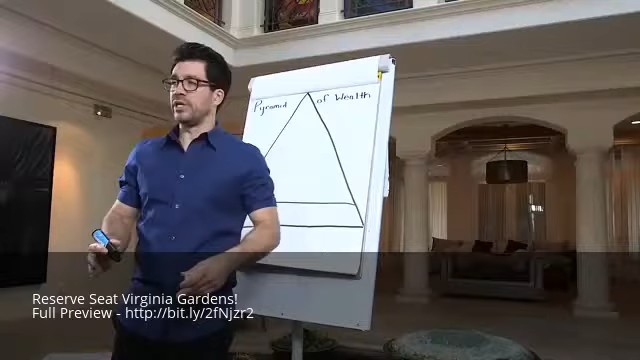 Pyramid of Wealth
Reserve Seat Virginia Gardens!
Full Preview - http://bit.ly/2fNjzr2